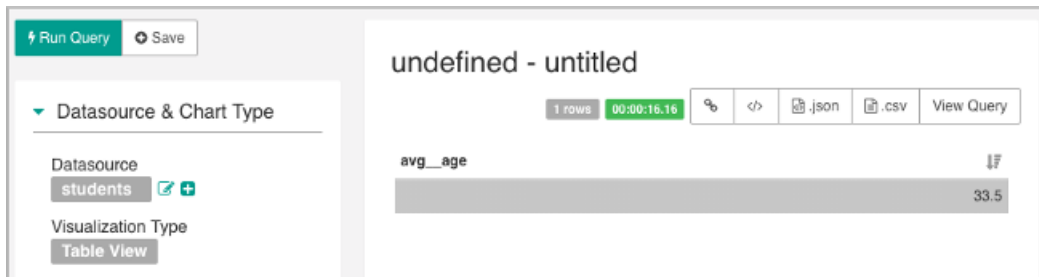 Run Query
Save
Datasource & Chart Type
Datasource
students
Visualization Type
Table View
undefined - untitled
1 rows 00:00:16.16 </> .json .csv View Query
avg__age
33.5